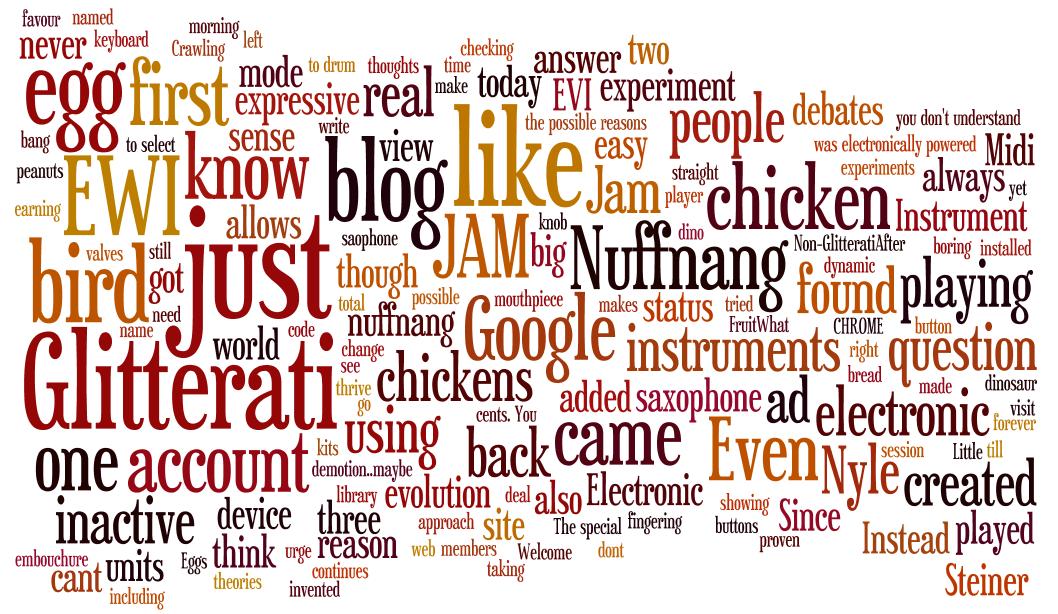 favour named
morning
never keyboard Crawling left
checking
answer two
egg first mode to drum thoughts time
make today EVI experiment
expressive real
people debates
you don't understand
bang to select sense write view
like the possible reasons easy
was electronically powered Midi
peanuts EWI know blog
straight experiments always yet
earning allows Jam player chicken Instrument
saophone JAM knob big dino
valves still Nuffnang Non-GlitteratiAfter boring installed
bird got just though
dynamic
need total possible mouthpiece makes status tried found playing
name code nuffnang Google FruitWhat CHROME button
world change instruments right question
Glitterati see chickens bread made dinosaur
thrive go added saxophone ad electronic visit
cents. You forever
using kits came Even Nyle session Little till
one account demotion..maybe back created
library evolution deal also Electronic
inactive device three approach site The special fingering showing buttons Since
Instead played
proven
embouchure units Eggs think urge reason web members Welcome dont
cant theories continues taking
including invented Steiner